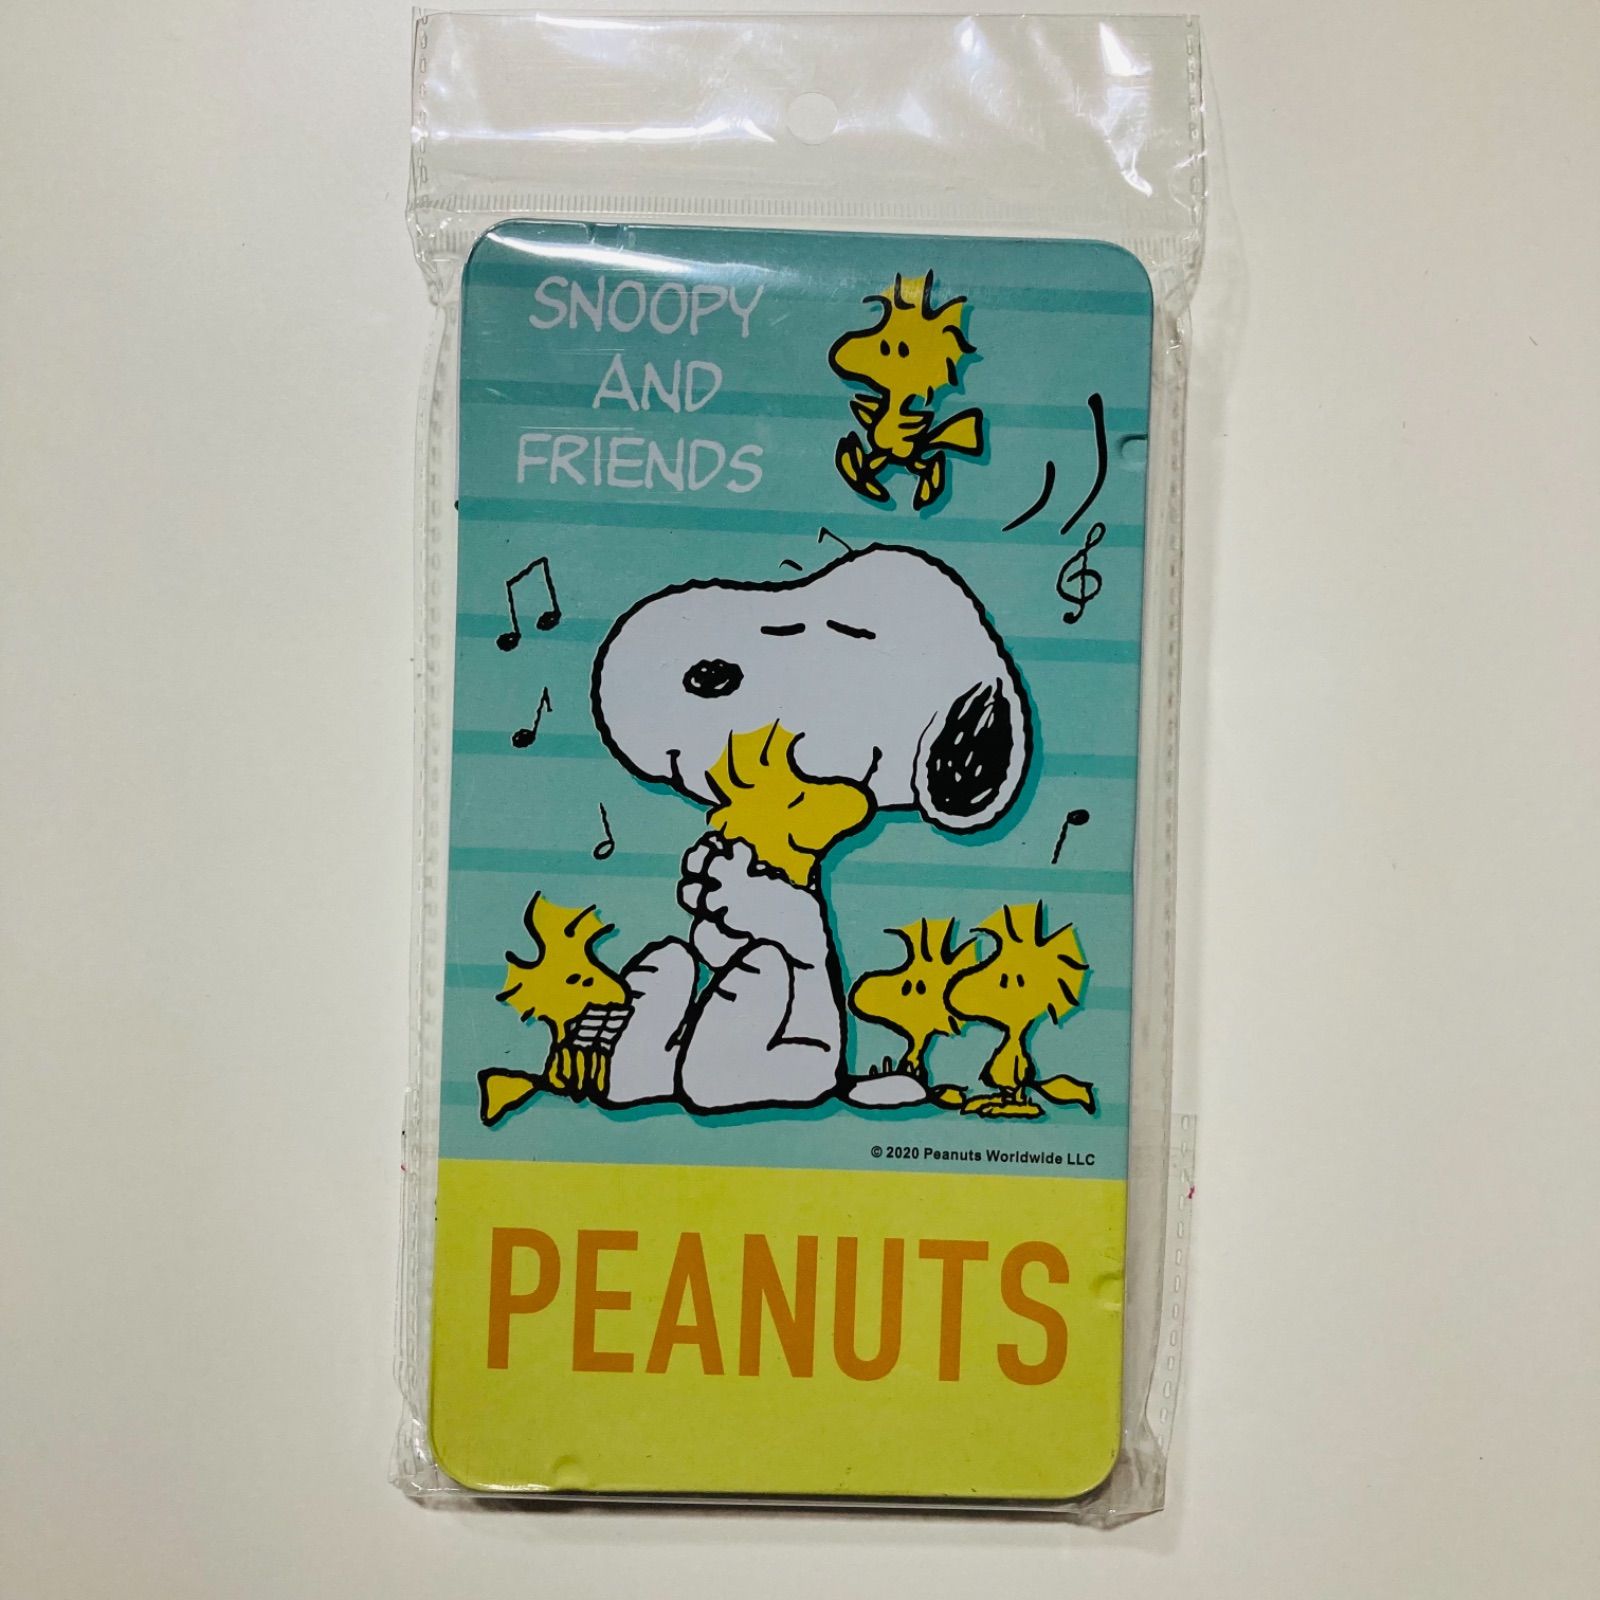 SNOOPY
AND
FRIENDS
© 2020 Peanuts Worldwide LLC
PEANUTS